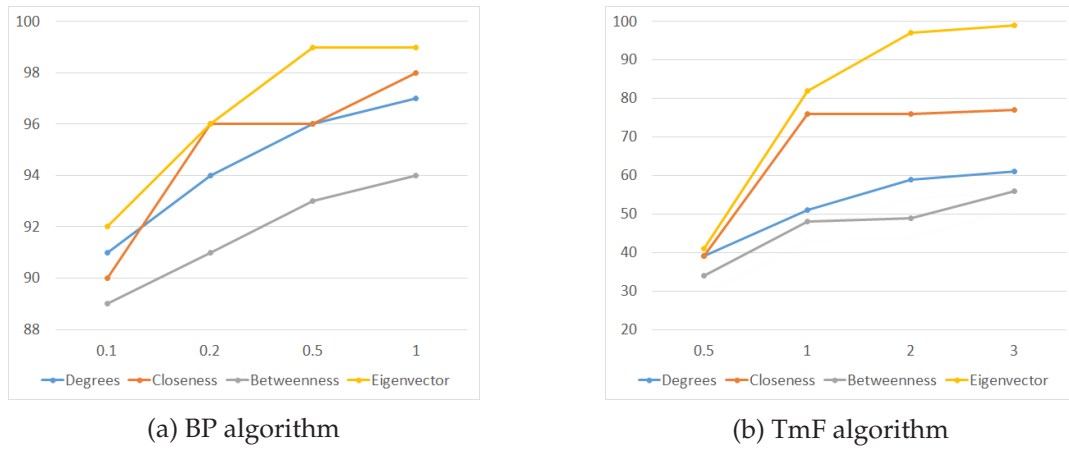 100
98
96
94
92
90
88
0.1 0.2 0.5 1
Degrees Closeness Betweenness Eigenvector
(a) BP algorithm
100
90
80
70
60
50
40
30
20
0.5 1 2 3
Degrees Closeness Betweenness Eigenvector
(b) TmF algorithm